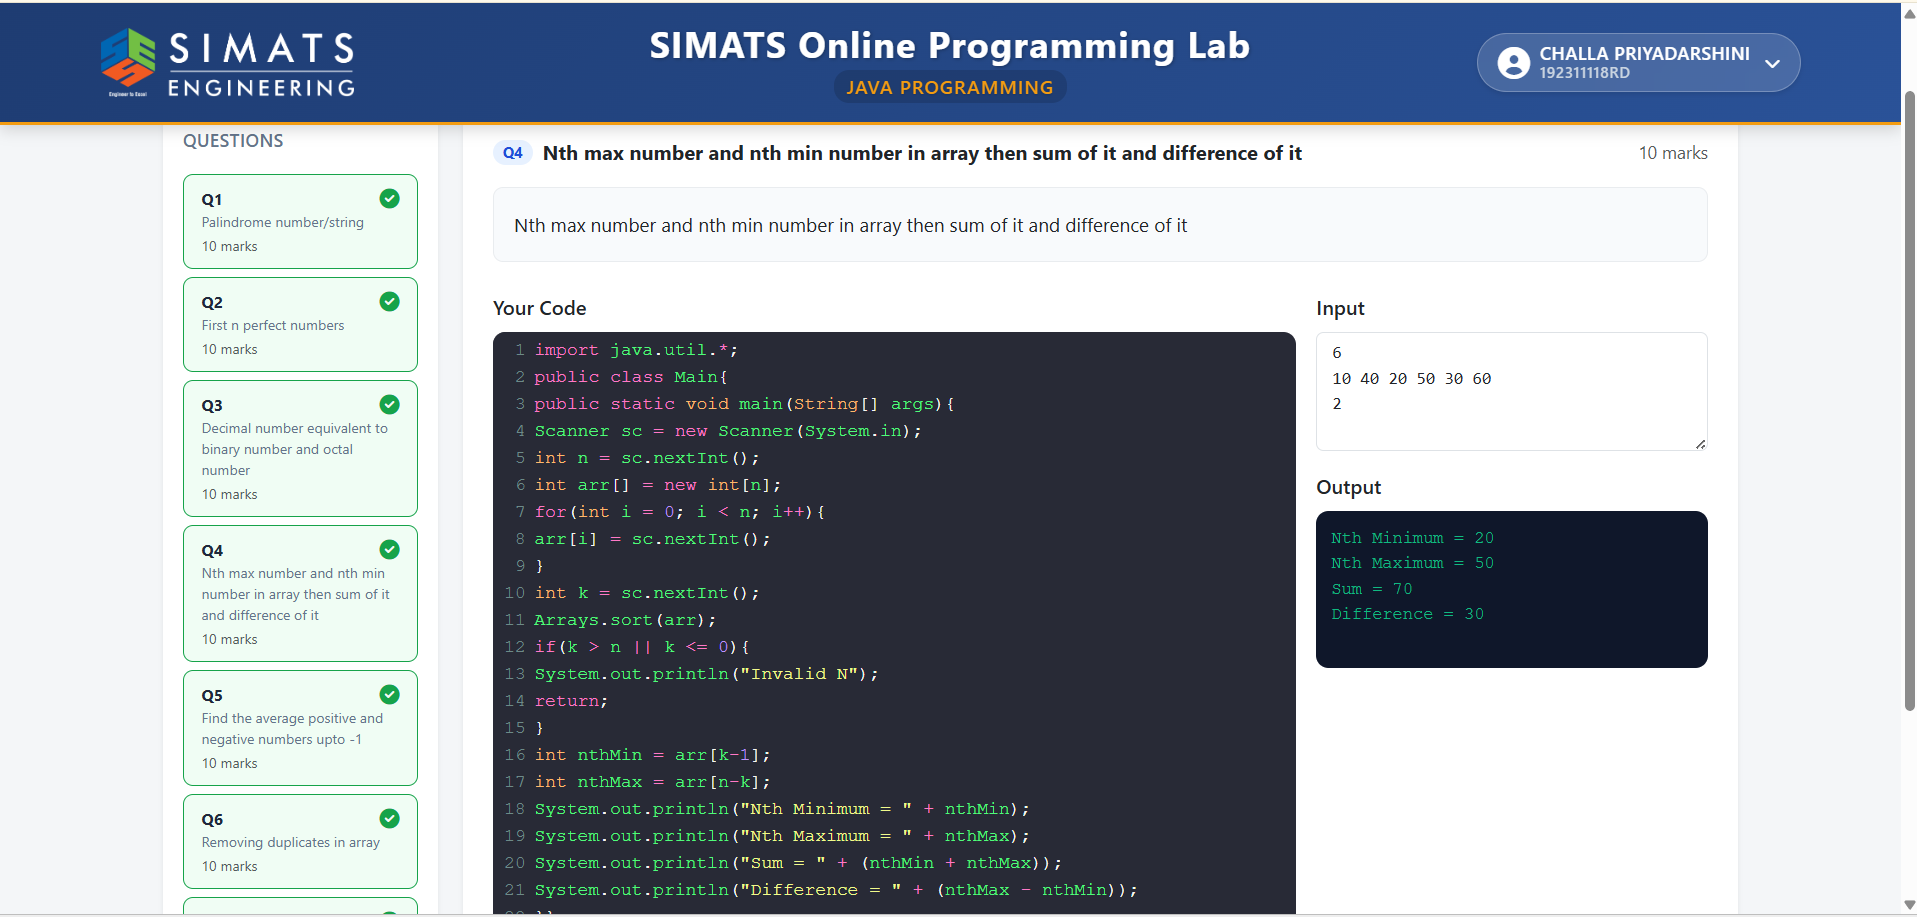 SIMATS
ENGINEERING
Engineer to Excel
SIMATS Online Programming Lab
JAVA PROGRAMMING
CHALLA PRIYADARSHINI
192311118RD
QUESTIONS
Q1
Palindrome number/string
10 marks
Q2
First n perfect numbers
10 marks
Q3
Decimal number equivalent to
binary number and octal
number
10 marks
Q4
Nth max number and nth min
number in array then sum of it
and difference of it
10 marks
Q5
Find the average positive and
negative numbers upto -1
10 marks
Q6
Removing duplicates in array
10 marks
Q4 Nth max number and nth min number in array then sum of it and difference of it
10 marks
Nth max number and nth min number in array then sum of it and difference of it
Your Code
1 import java.util.*;
2 public class Main{
3 public static void main(String[] args){
4 Scanner sc = new Scanner(System.in);
5 int n = sc.nextInt();
6 int arr[] = new int[n];
7 for(int i = 0; i < n; i++){
8 arr[i] = sc.nextInt();
9 }
10 int k = sc.nextInt();
11 Arrays.sort(arr);
12 if(k > n || k <= 0){
13 System.out.println("Invalid N");
14 return;
15 }
16 int nthMin = arr[k-1];
17 int nthMax = arr[n-k];
18 System.out.println("Nth Minimum = " + nthMin);
19 System.out.println("Nth Maximum = " + nthMax);
20 System.out.println("Sum = " + (nthMin + nthMax));
21 System.out.println("Difference = " + (nthMax - nthMin));
Input
6
10 40 20 50 30 60
2
Output
Nth Minimum = 20
Nth Maximum = 50
Sum = 70
Difference = 30